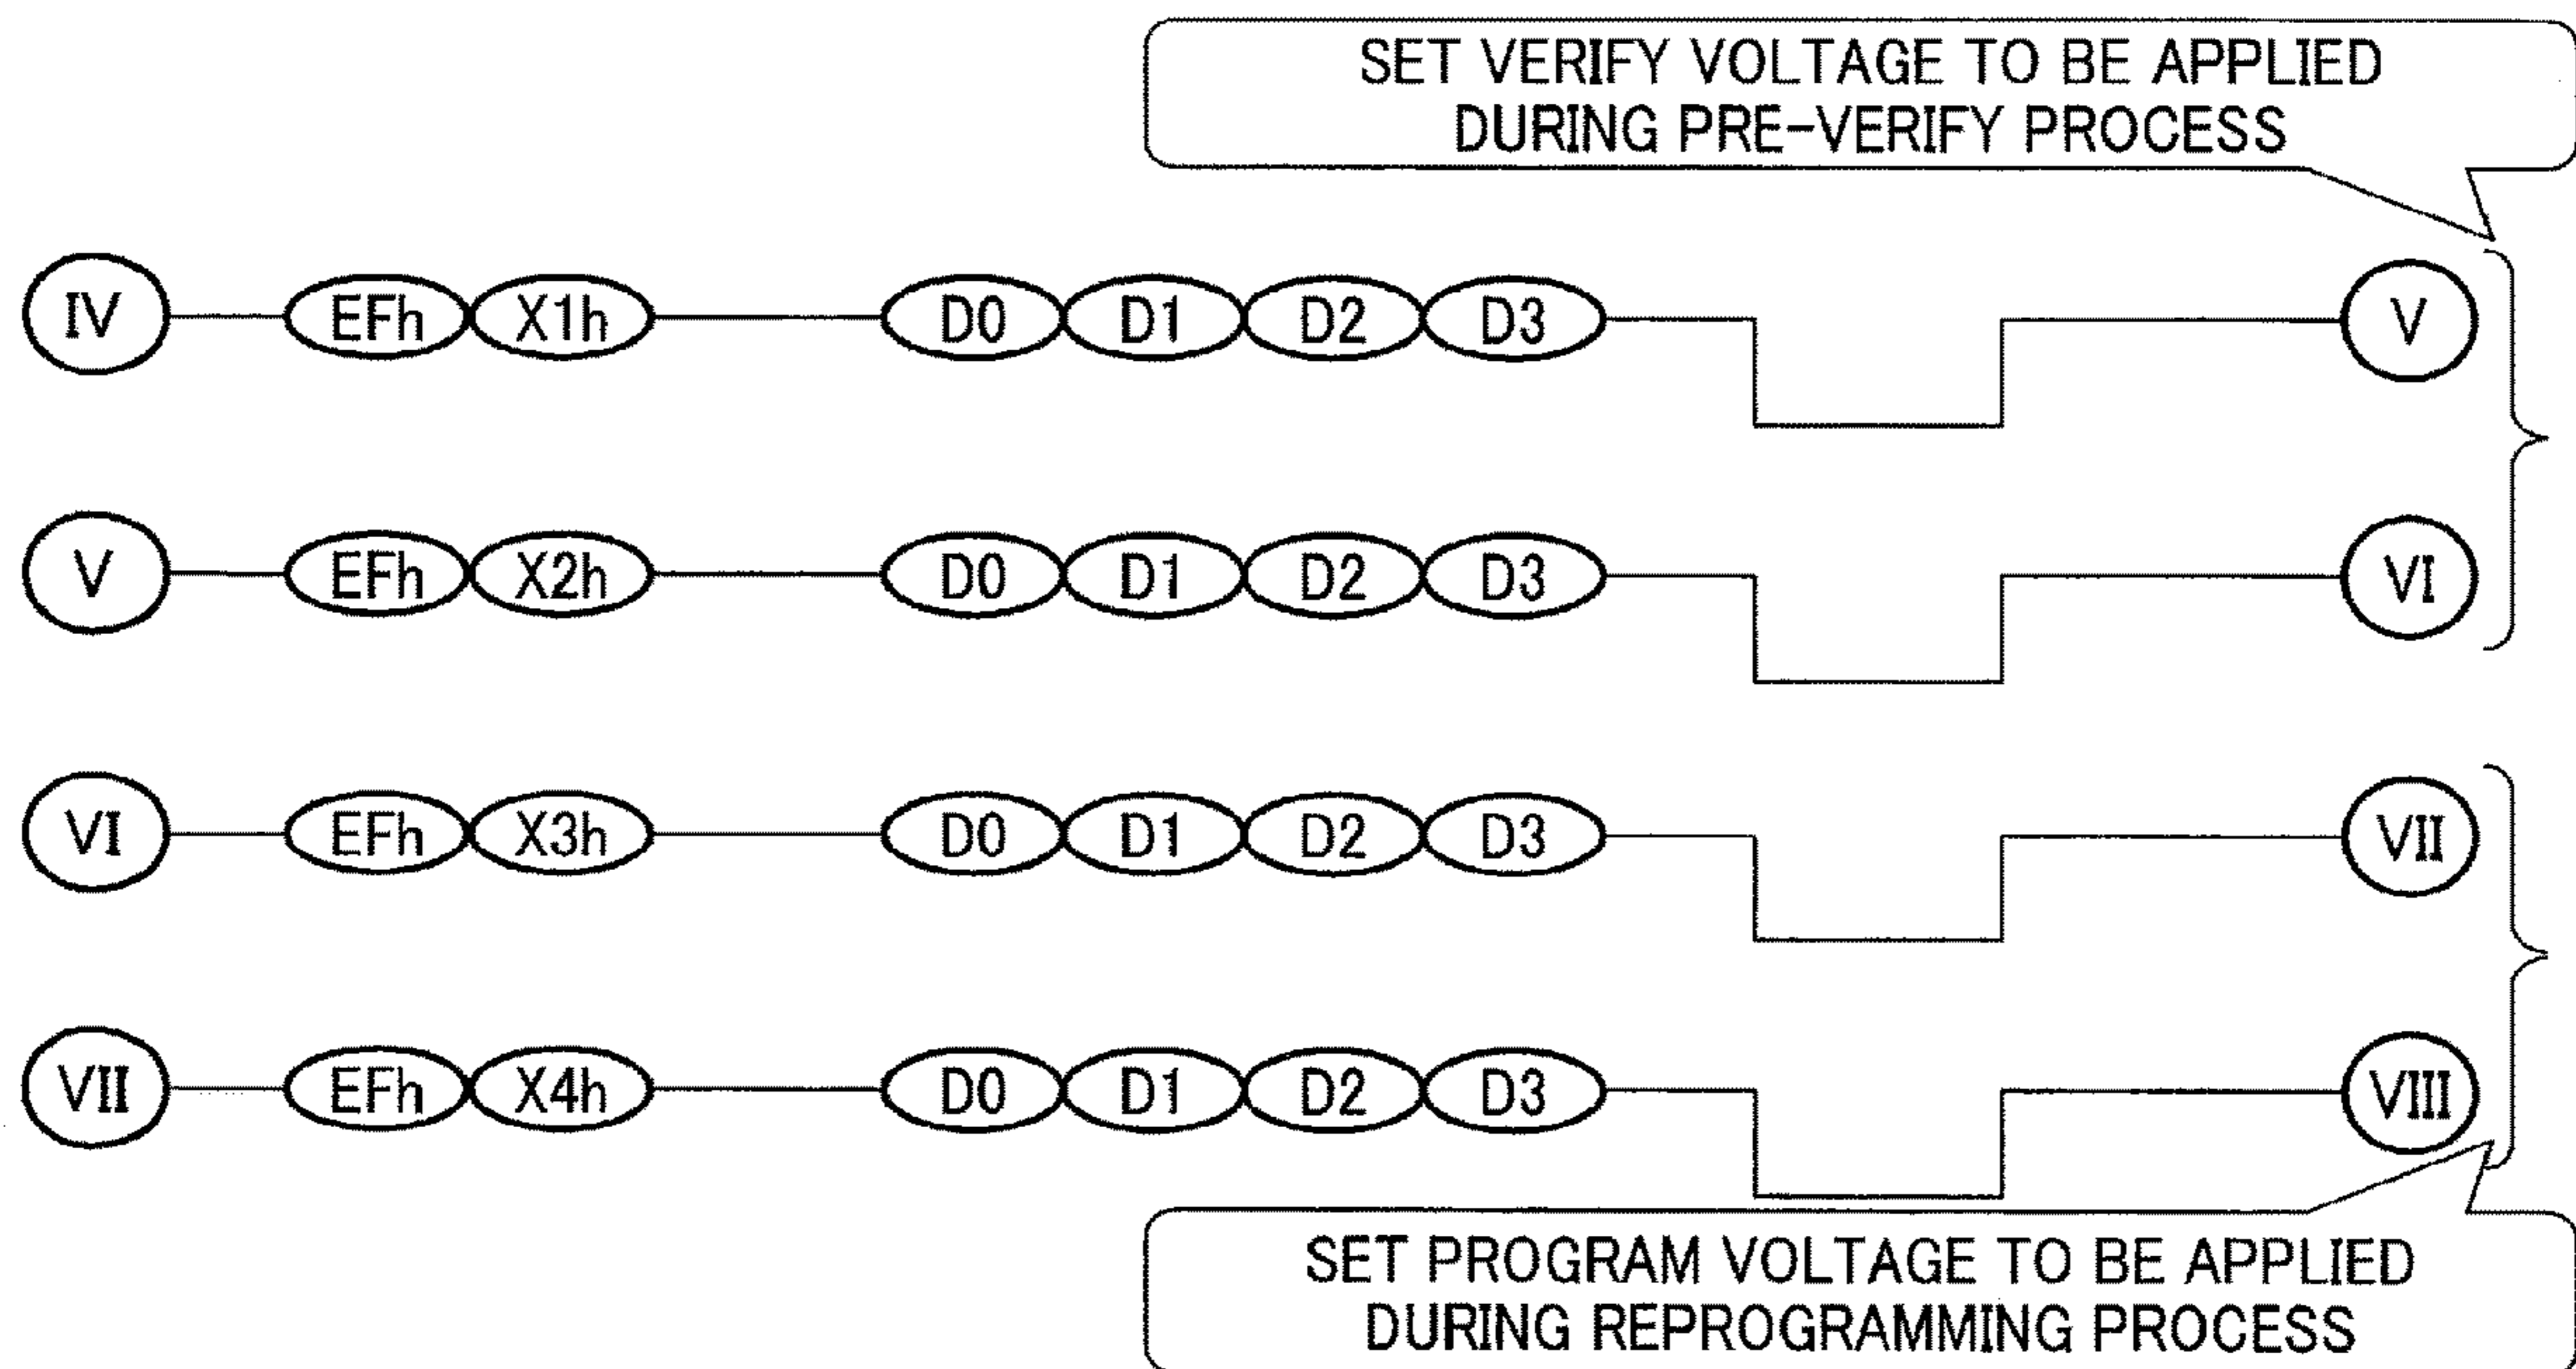 SET VERIFY VOLTAGE TO BE APPLIED
DURING PRE-VERIFY PROCESS
IV EFh X1h D0 D1 D2 D3 V
V EFh X2h D0 D1 D2 D3 VI
VI EFh X3h D0 D1 D2 D3 VII
VII EFh X4h D0 D1 D2 D3 VIII
SET PROGRAM VOLTAGE TO BE APPLIED
DURING REPROGRAMMING PROCESS